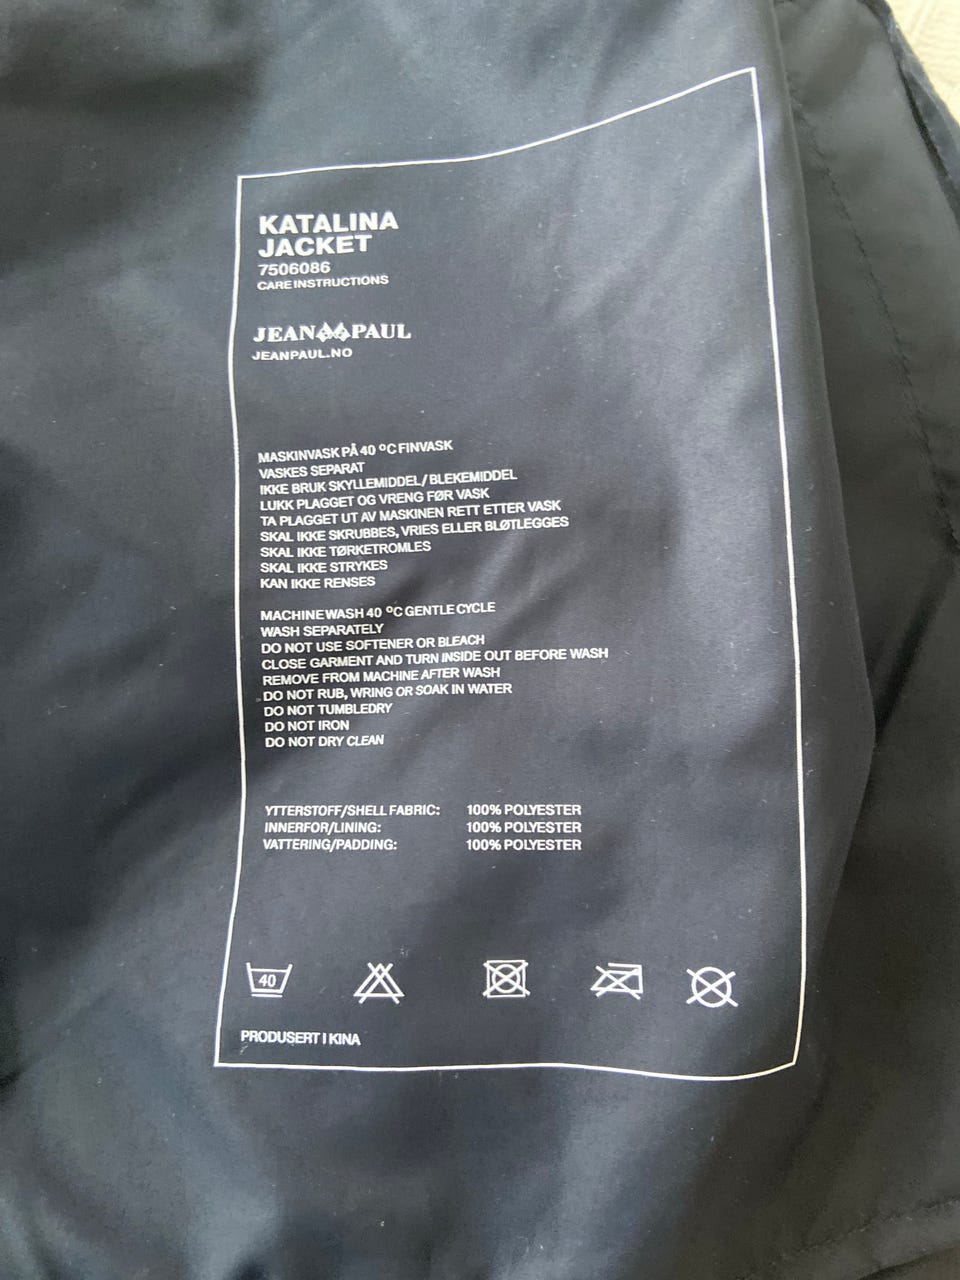 KATALINA
JACKET
7506086
CARE INSTRUCTIONS
JEAN PAUL
JEANPAUL.NO
MASKINVASK PÅ 40 ºC FINVASK
VASKES SEPARAT
IKKE BRUK SKYLLEMIDDEL / BLEKEMIDDEL
LUKK PLAGGET OG VRENG FØR VASK
TA PLAGGET UT AV MASKINEN RETT ETTER VASK
SKAL IKKE SKRUBBES, VRIES ELLER BLØTLEGGES
SKAL IKKE TØRKETROMLES
SKAL IKKE STRYKES
KAN IKKE RENSES
MACHINE WASH 40 ºC GENTLE CYCLE
WASH SEPARATELY
DO NOT USE SOFTENER OR BLEACH
CLOSE GARMENT AND TURN INSIDE OUT BEFORE WASH
REMOVE FROM MACHINE AFTER WASH
DO NOT RUB, WRING OR SOAK IN WATER
DO NOT TUMBLEDRY
DO NOT IRON
DO NOT DRY CLEAN
YTTERSTOFF/SHELL FABRIC: 100% POLYESTER
INNERFOR/LINING: 100% POLYESTER
VATTERING/PADDING: 100% POLYESTER
40
PRODUSERT I KINA